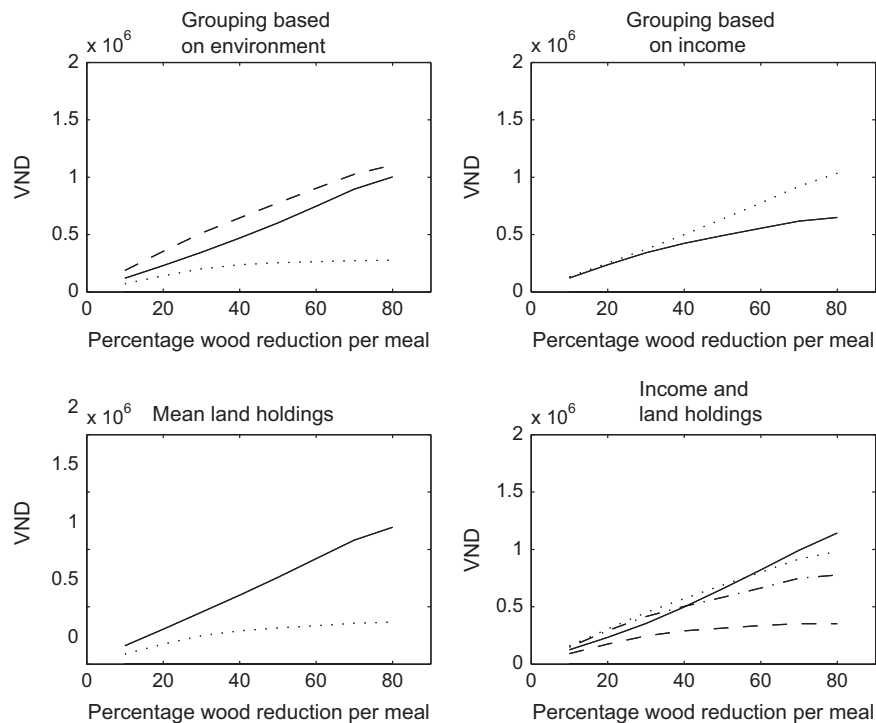 Grouping based
on environment
x 10^6
2
1.5
1
0.5
0
VND
0 20 40 60 80
Percentage wood reduction per meal
Grouping based
on income
x 10^6
2
1.5
1
0.5
0
VND
0 20 40 60 80
Percentage wood reduction per meal
Mean land holdings
2
x 10^6
1.5
1
0.5
0
VND
0 20 40 60 80
Percentage wood reduction per meal
Income and
land holdings
x 10^6
2
1.5
1
0.5
0
VND
0 20 40 60 80
Percentage wood reduction per meal